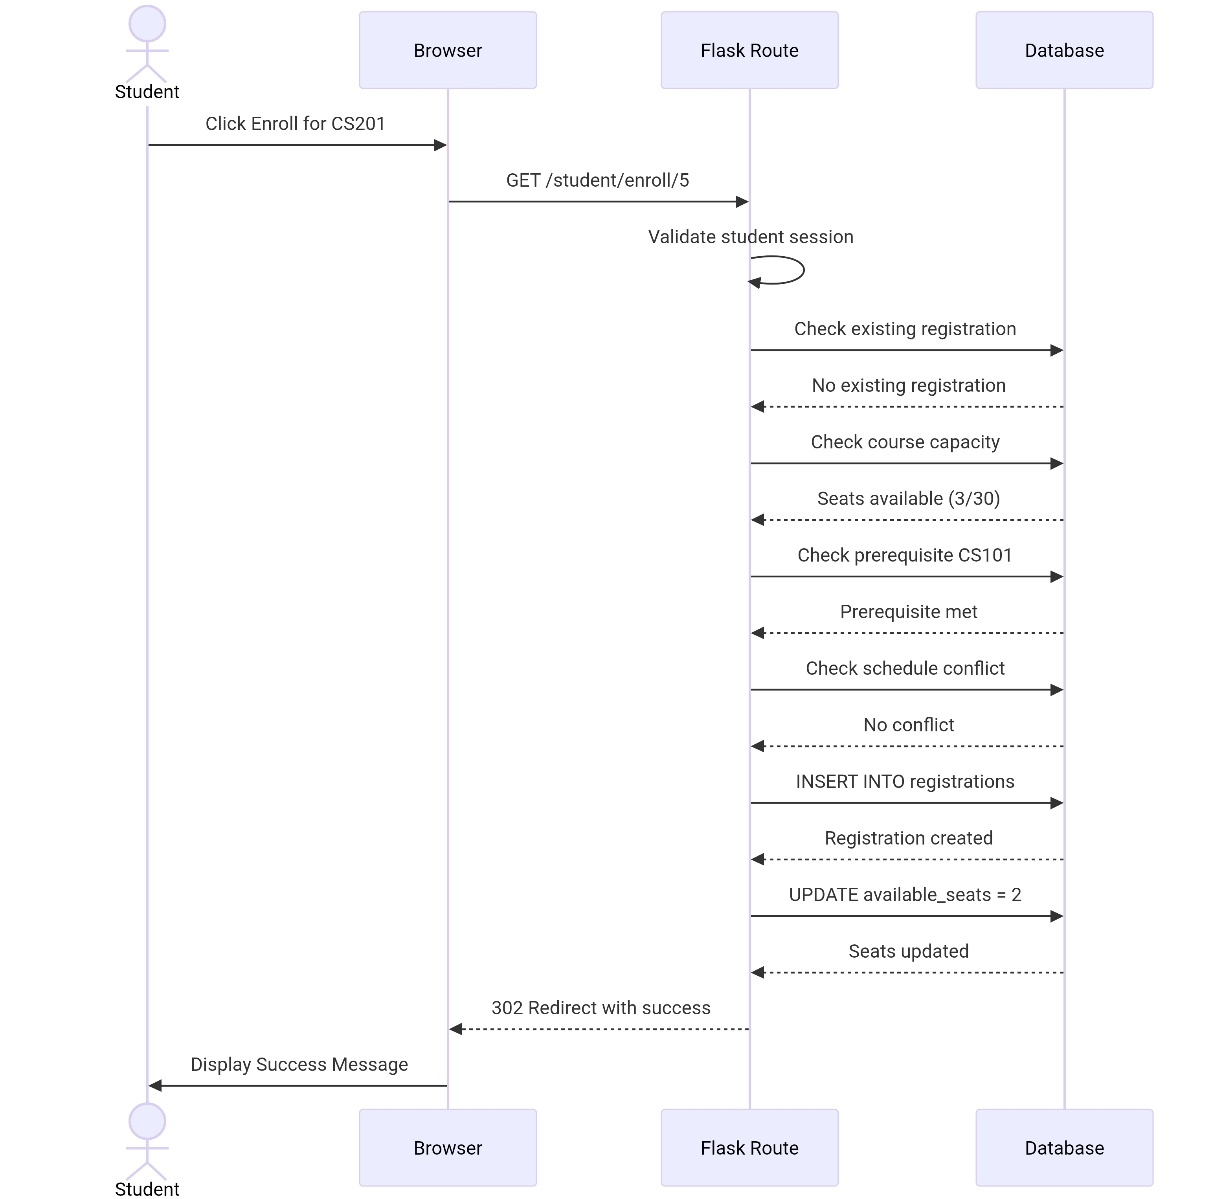 Student
Browser
Flask Route
Database
Click Enroll for CS201
GET /student/enroll/5
Validate student session
Check existing registration
No existing registration
Check course capacity
Seats available (3/30)
Check prerequisite CS101
Prerequisite met
Check schedule conflict
No conflict
INSERT INTO registrations
Registration created
UPDATE available_seats = 2
Seats updated
302 Redirect with success
Display Success Message
Browser
Flask Route
Database
Student